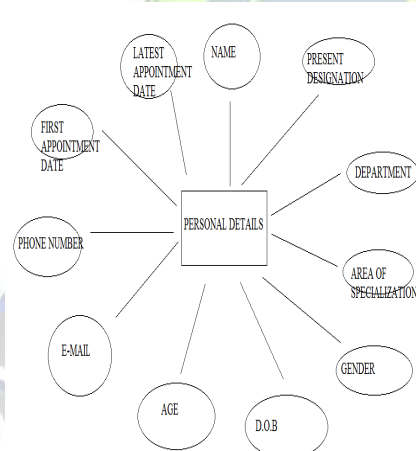 LATEST
APPOINTMENT
DATE
NAME
PRESENT
DESIGNATION
FIRST
APPOINTMENT
DATE
DEPARTMENT
PERSONAL DETAILS
PHONE NUMBER
AREA OF
SPECIALIZATION
E-MAIL
GENDER
AGE
D.O.B